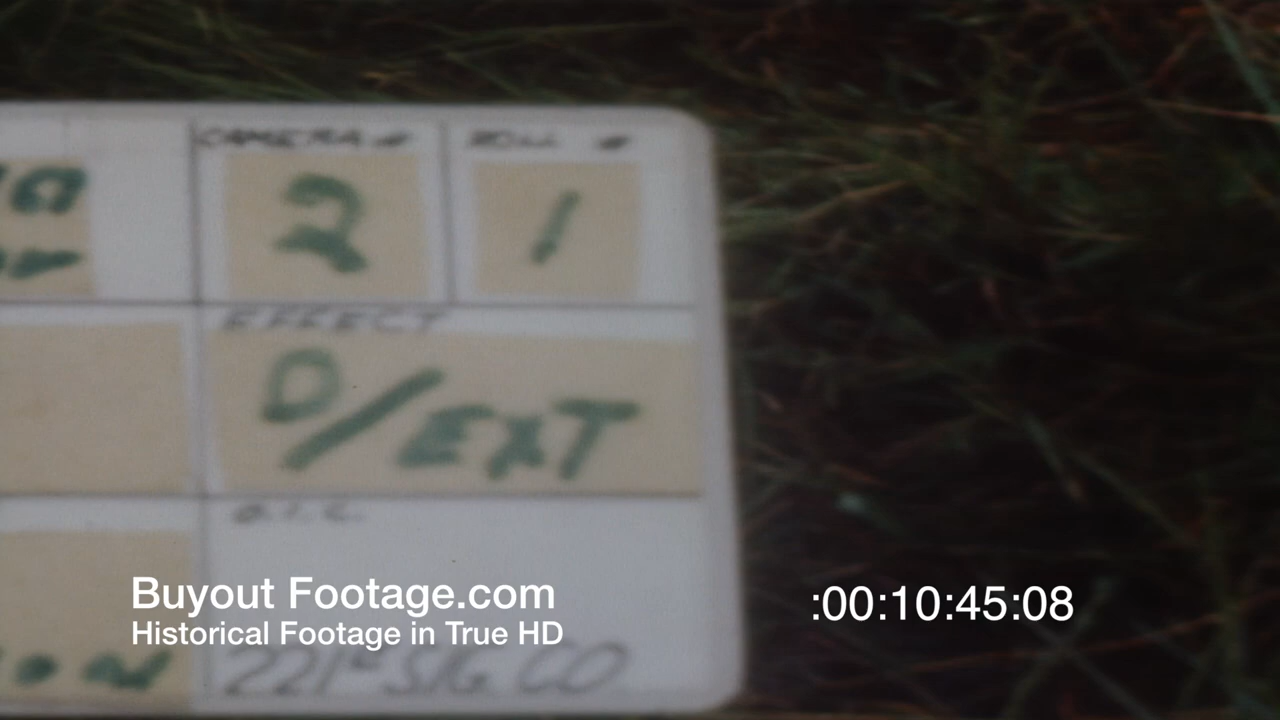 CAMERA # ROLL #
2 1
EFFECT
D/EXT
O.I.C.
Buyout Footage.com
:00:10:45:08
Historical Footage in True HD
221st SIG CO